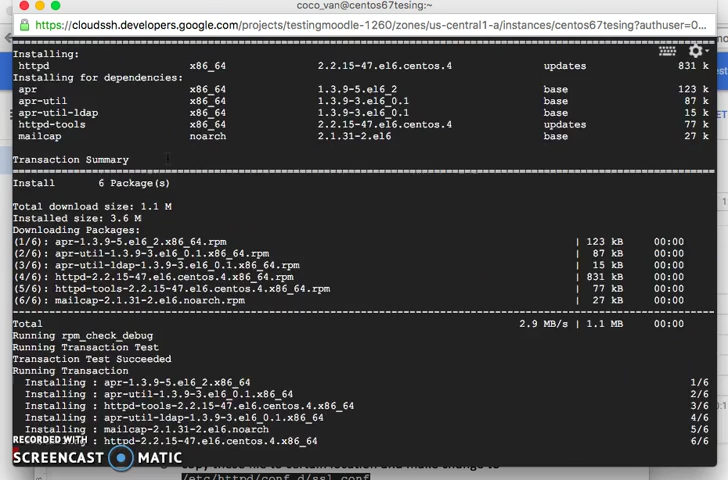 coco_van@centos67tesing:~
https://cloudssh.developers.google.com/projects/testingmoodle-1260/zones/us-central1-a/instances/centos67tesing?authuser=0...
Installing:
httpd x86_64 2.2.15-47.el6.centos.4 updates 831 k
Installing for dependencies:
apr x86_64 1.3.9-5.el6_2 base 123 k
apr-util x86_64 1.3.9-3.el6_0.1 base 87 k
apr-util-ldap x86_64 1.3.9-3.el6_0.1 base 15 k
httpd-tools x86_64 2.2.15-47.el6.centos.4 updates 77 k
mailcap noarch 2.1.31-2.el6 base 27 k
Transaction Summary
Install 6 Package(s)
Total download size: 1.1 M
Installed size: 3.6 M
Downloading Packages:
(1/6): apr-1.3.9-5.el6_2.x86_64.rpm | 123 kB 00:00
(2/6): apr-util-1.3.9-3.el6_0.1.x86_64.rpm | 87 kB 00:00
(3/6): apr-util-ldap-1.3.9-3.el6_0.1.x86_64.rpm | 15 kB 00:00
(4/6): httpd-2.2.15-47.el6.centos.4.x86_64.rpm | 831 kB 00:00
(5/6): httpd-tools-2.2.15-47.el6.centos.4.x86_64.rpm | 77 kB 00:00
(6/6): mailcap-2.1.31-2.el6.noarch.rpm | 27 kB 00:00
Total 2.9 MB/s | 1.1 MB 00:00
Running rpm_check_debug
Running Transaction Test
Transaction Test Succeeded
Running Transaction
Installing : apr-1.3.9-5.el6_2.x86_64 1/6
Installing : apr-util-1.3.9-3.el6_0.1.x86_64 2/6
Installing : httpd-tools-2.2.15-47.el6.centos.4.x86_64 3/6
Installing : apr-util-ldap-1.3.9-3.el6_0.1.x86_64 4/6
Installing : mailcap-2.1.31-2.el6.noarch 5/6
: httpd-2.2.15-47.el6.centos.4.x86_64 6/6
RECORDED WITH
SCREENCAST MATIC
/etc/httpd/conf.d/ssl.conf